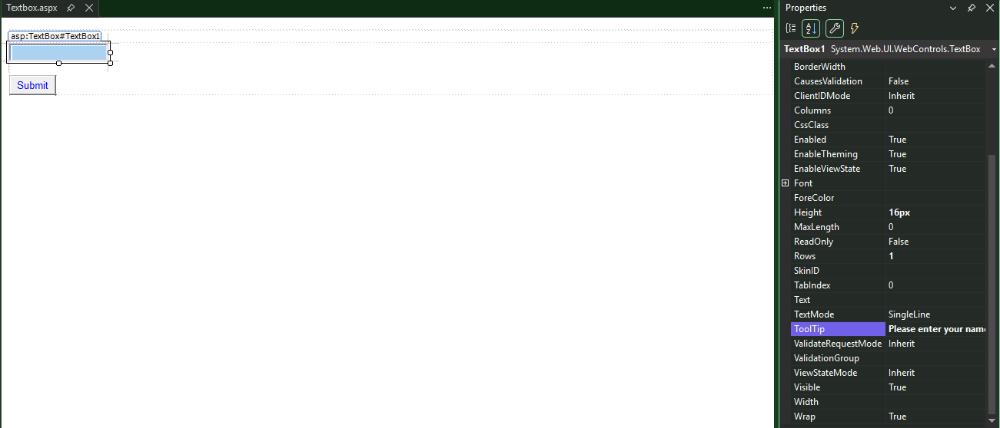 Textbox.aspx
asp:TextBox#TextBox1
Submit
Properties
TextBox1 System.Web.UI.WebControls.TextBox
BorderWidth
CausesValidation False
ClientIDMode Inherit
Columns 0
CssClass
Enabled True
EnableTheming True
EnableViewState True
Font
ForeColor
Height 16px
MaxLength 0
ReadOnly False
Rows 1
SkinID
TabIndex 0
Text
TextMode SingleLine
ToolTip Please enter your name
ValidateRequestMode Inherit
ValidationGroup
ViewStateMode Inherit
Visible True
Width
Wrap True